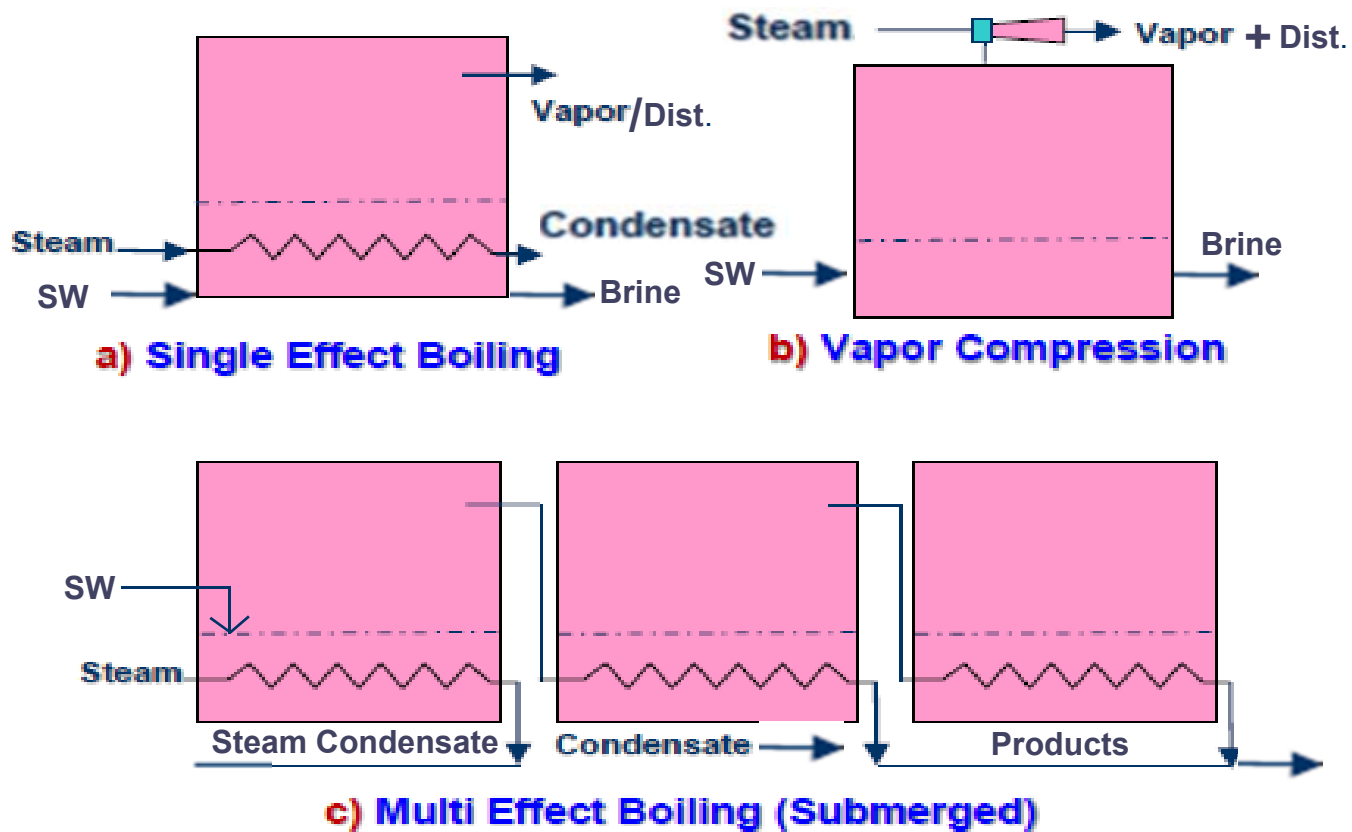 Steam
Vapor + Dist.
Vapor/Dist.
Steam
Condensate
SW
Brine
a) Single Effect Boiling
SW
Brine
b) Vapor Compression
SW
Steam
Steam Condensate
Condensate
Products
c) Multi Effect Boiling (Submerged)